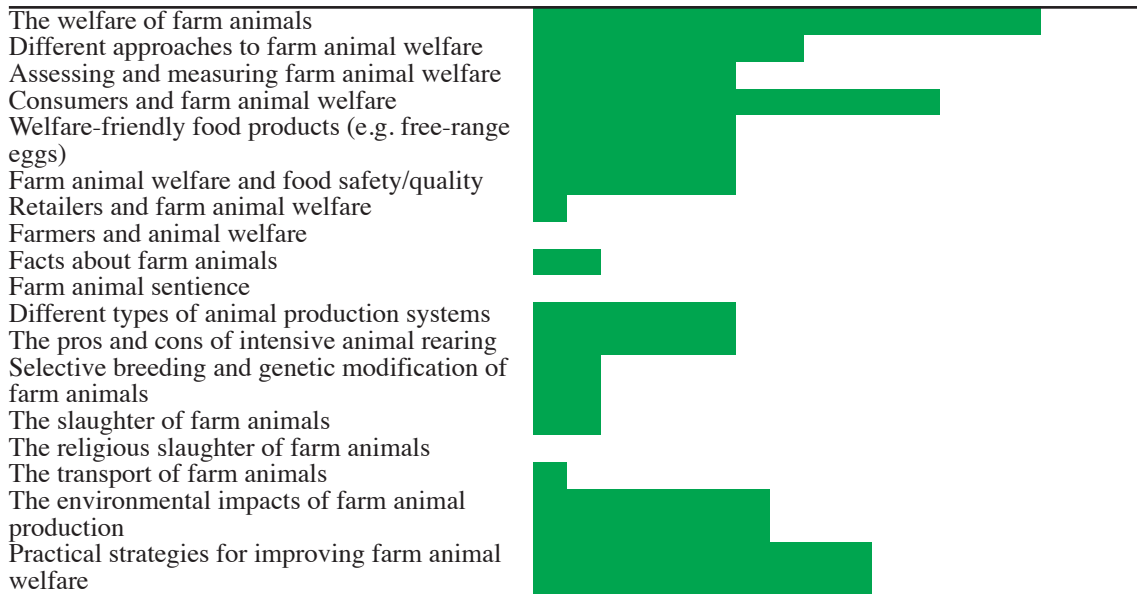 The welfare of farm animals
Different approaches to farm animal welfare
Assessing and measuring farm animal welfare
Consumers and farm animal welfare
Welfare-friendly food products (e.g. free-range
eggs)
Farm animal welfare and food safety/quality
Retailers and farm animal welfare
Farmers and animal welfare
Facts about farm animals
Farm animal sentience
Different types of animal production systems
The pros and cons of intensive animal rearing
Selective breeding and genetic modification of
farm animals
The slaughter of farm animals
The religious slaughter of farm animals
The transport of farm animals
The environmental impacts of farm animal
production
Practical strategies for improving farm animal
welfare